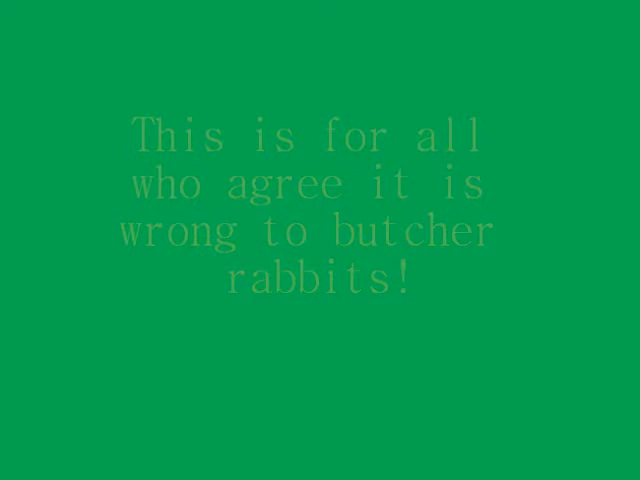 This is for all
who agree it is
wrong to butcher
rabbits!